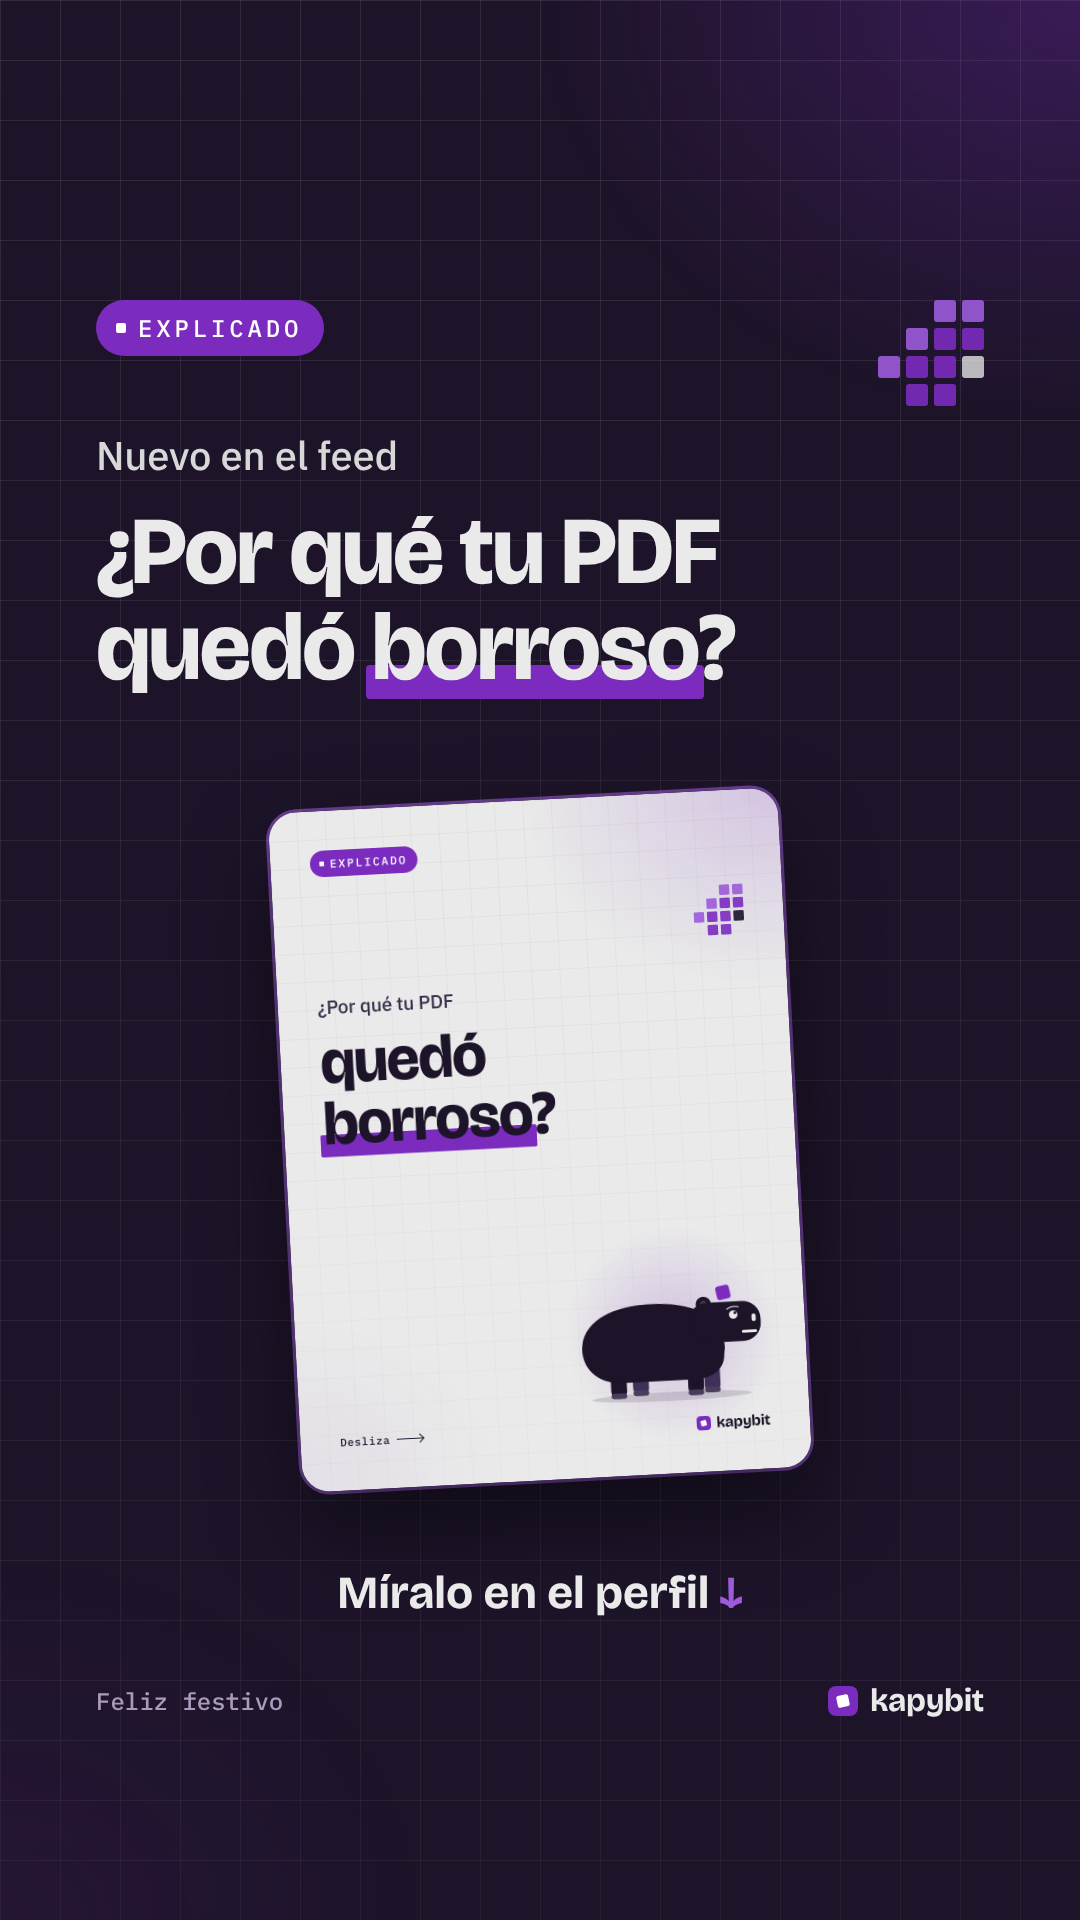 EXPLICADO
Nuevo en el feed
¿Por qué tu PDF
quedó borroso?
EXPLICADO
¿Por qué tu PDF
quedó
borroso?
Desliza
kapybit
Míralo en el perfil ↓
Feliz festivo
kapybit